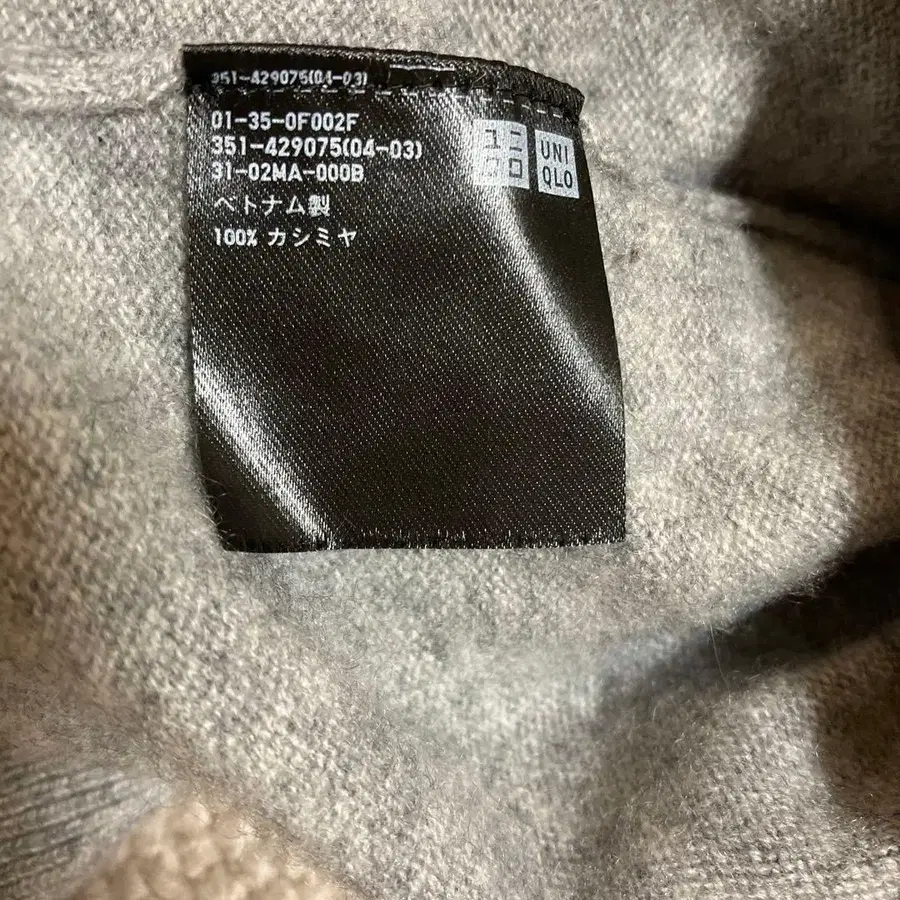 351-429075(04-03)
01-35-0F002F
351-429075(04-03)
31-02MA-000B
ベトナム製
100% カシミヤ
ユニ
クロ
UNI
QLO